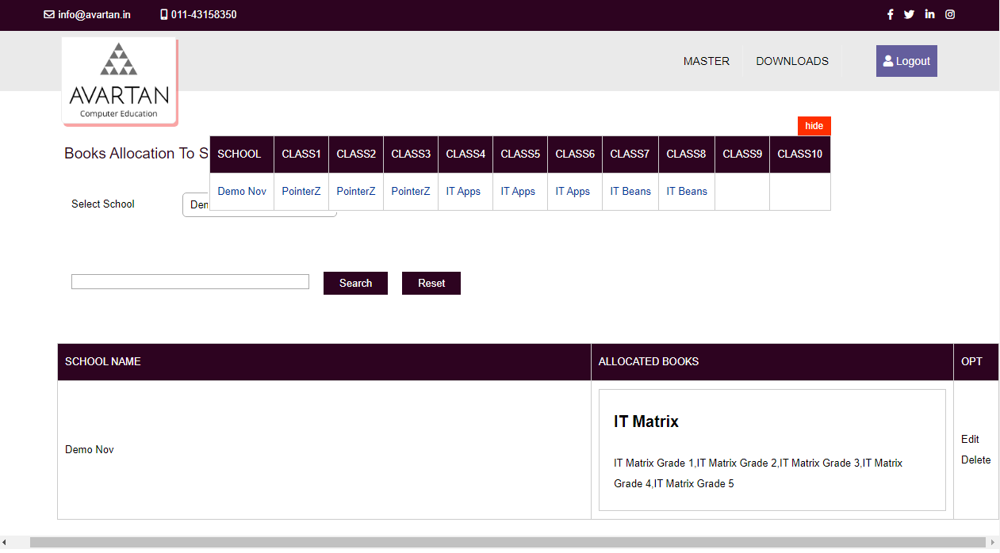 info@avartan.in 011-43158350
AVARTAN
Computer Education
MASTER DOWNLOADS Logout
hide
Books Allocation To S
SCHOOL CLASS1 CLASS2 CLASS3 CLASS4 CLASS5 CLASS6 CLASS7 CLASS8 CLASS9 CLASS10
Demo Nov PointerZ PointerZ PointerZ IT Apps IT Apps IT Apps IT Beans IT Beans
Select School
Search Reset
SCHOOL NAME ALLOCATED BOOKS OPT
Demo Nov
IT Matrix
IT Matrix Grade 1,IT Matrix Grade 2,IT Matrix Grade 3,IT Matrix
Grade 4,IT Matrix Grade 5
Edit
Delete